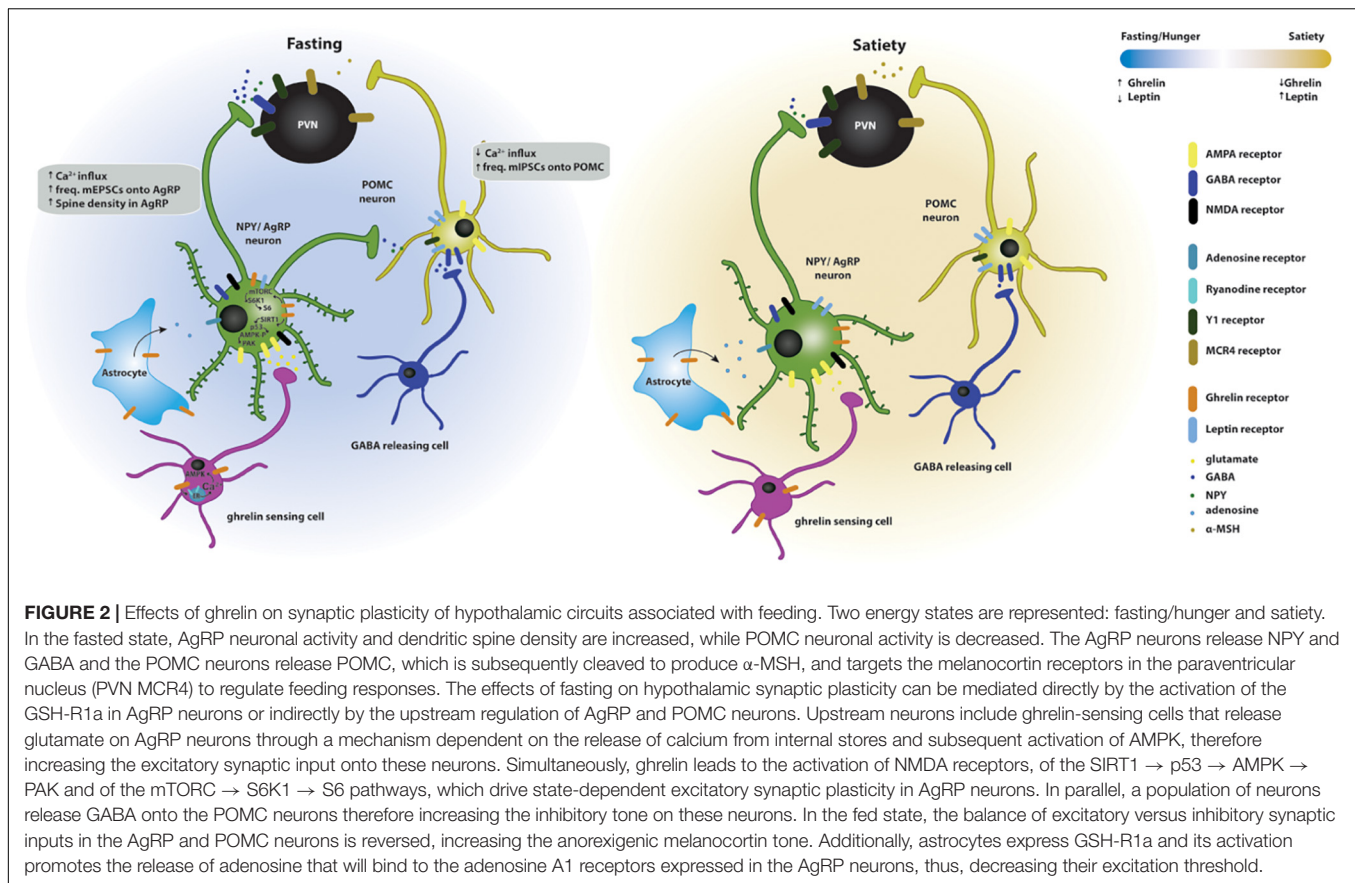 Fasting
Satiety
Fasting/Hunger
Satiety
↑ Ghrelin
↓ Leptin
↓Ghrelin
↑Leptin
PVN
PVN
↑ Ca2+ influx
↑ freq. mEPSCs onto AgRP
↑ Spine density in AgRP
↓ Ca2+ influx
↑ freq. mIPSCs onto POMC
POMC
neuron
NPY/ AgRP
neuron
mTORC
S6K1
S6
SIRT1
p53
AMPK-P
PAK
Astrocyte
GABA releasing cell
AMPK
Ca2+
ER
ghrelin sensing cell
POMC
neuron
NPY/ AgRP
neuron
Astrocyte
GABA releasing cell
ghrelin sensing cell
AMPA receptor
GABA receptor
NMDA receptor
Adenosine receptor
Ryanodine receptor
Y1 receptor
MCR4 receptor
Ghrelin receptor
Leptin receptor
glutamate
GABA
NPY
adenosine
α-MSH
FIGURE 2 | Effects of ghrelin on synaptic plasticity of hypothalamic circuits associated with feeding. Two energy states are represented: fasting/hunger and satiety.
In the fasted state, AgRP neuronal activity and dendritic spine density are increased, while POMC neuronal activity is decreased. The AgRP neurons release NPY and
GABA and the POMC neurons release POMC, which is subsequently cleaved to produce α-MSH, and targets the melanocortin receptors in the paraventricular
nucleus (PVN MCR4) to regulate feeding responses. The effects of fasting on hypothalamic synaptic plasticity can be mediated directly by the activation of the
GSH-R1a in AgRP neurons or indirectly by the upstream regulation of AgRP and POMC neurons. Upstream neurons include ghrelin-sensing cells that release
glutamate on AgRP neurons through a mechanism dependent on the release of calcium from internal stores and subsequent activation of AMPK, therefore
increasing the excitatory synaptic input onto these neurons. Simultaneously, ghrelin leads to the activation of NMDA receptors, of the SIRT1 → p53 → AMPK →
PAK and of the mTORC → S6K1 → S6 pathways, which drive state-dependent excitatory synaptic plasticity in AgRP neurons. In parallel, a population of neurons
release GABA onto the POMC neurons therefore increasing the inhibitory tone on these neurons. In the fed state, the balance of excitatory versus inhibitory synaptic
inputs in the AgRP and POMC neurons is reversed, increasing the anorexigenic melanocortin tone. Additionally, astrocytes express GSH-R1a and its activation
promotes the release of adenosine that will bind to the adenosine A1 receptors expressed in the AgRP neurons, thus, decreasing their excitation threshold.